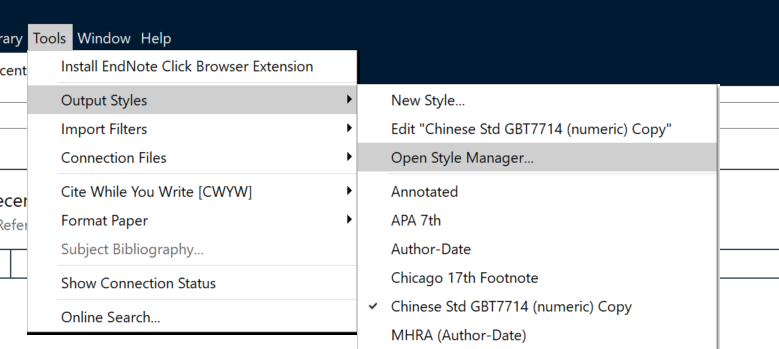 rary Tools Window Help
cent
Install EndNote Click Browser Extension
Output Styles
Import Filters
Connection Files
Cite While You Write [CWYW]
Format Paper
Subject Bibliography...
Show Connection Status
Online Search...
ecer
Refer
New Style...
Edit "Chinese Std GBT7714 (numeric) Copy"
Open Style Manager...
Annotated
APA 7th
Author-Date
Chicago 17th Footnote
Chinese Std GBT7714 (numeric) Copy
MHRA (Author-Date)